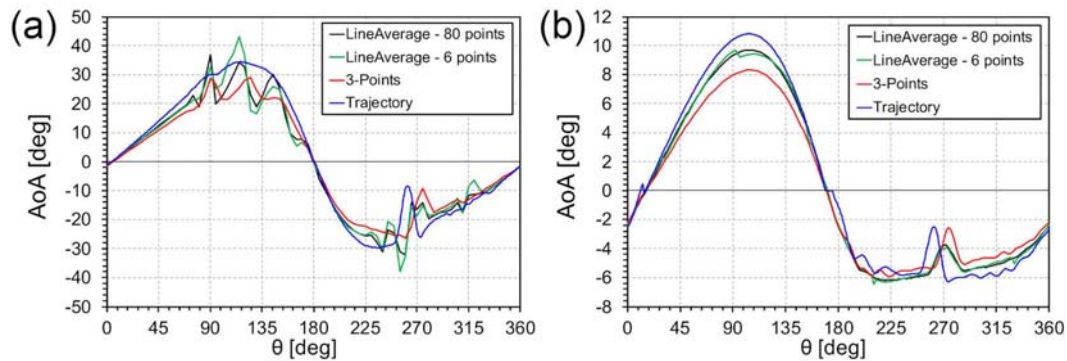 (a)
AoA [deg]
50
40
30
20
10
0
-10
-20
-30
-40
-50
LineAverage - 80 points
LineAverage - 6 points
3-Points
Trajectory
0 45 90 135 180 225 270 315 360
θ [deg]
(b)
AoA [deg]
12
10
8
6
4
2
0
-2
-4
-6
-8
LineAverage - 80 points
LineAverage - 6 points
3-Points
Trajectory
0 45 90 135 180 225 270 315 360
θ [deg]